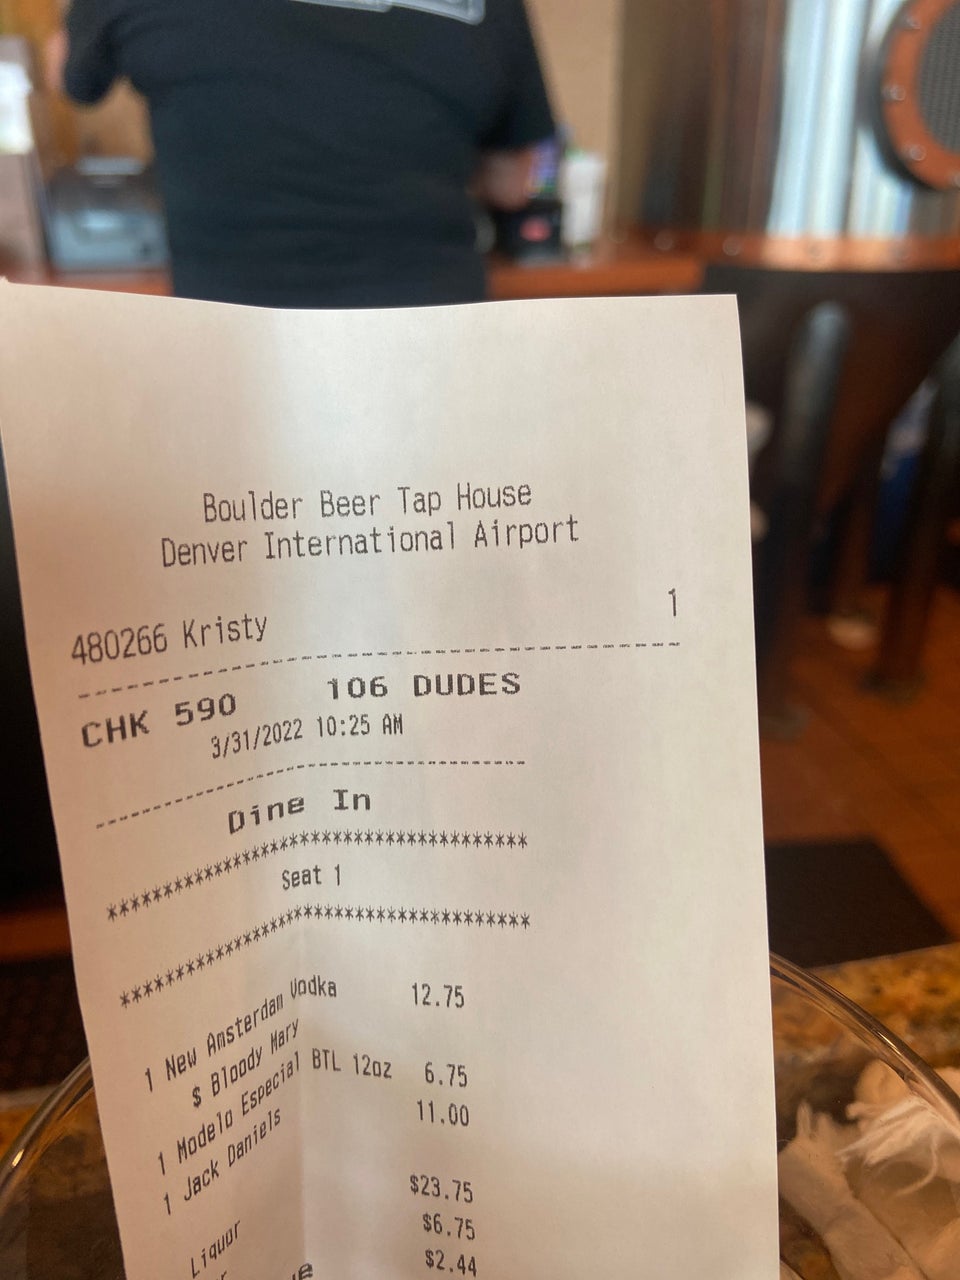 Boulder Beer Tap House
Denver International Airport
480266 Kristy 1
CHK 590 106 DUDES
3/31/2022 10:25 AM
Dine In
************************************
Seat 1
************************************
1 New Amsterdam Vodka 12.75
$ Bloody Mary
1 Modelo Especial BTL 12oz 6.75
1 Jack Daniels 11.00
Liquor $23.75
$6.75
$2.44